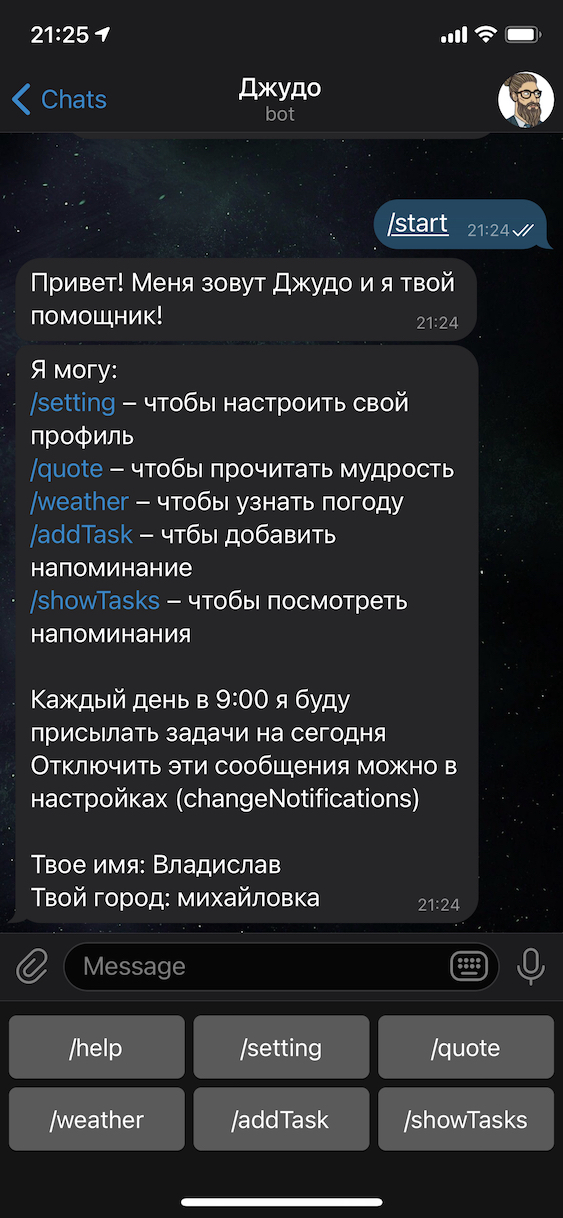 21:25
Chats
Джудо
bot
/start 21:24
Привет! Меня зовут Джудо и я твой
помощник!
21:24
Я могу:
/setting – чтобы настроить свой
профиль
/quote – чтобы прочитать мудрость
/weather – чтобы узнать погоду
/addTask – чтбы добавить
напоминание
/showTasks – чтобы посмотреть
напоминания
Каждый день в 9:00 я буду
присылать задачи на сегодня
Отключить эти сообщения можно в
настройках (changeNotifications)
Твое имя: Владислав
Твой город: михайловка
21:24
Message
/help /setting /quote
/weather /addTask /showTasks